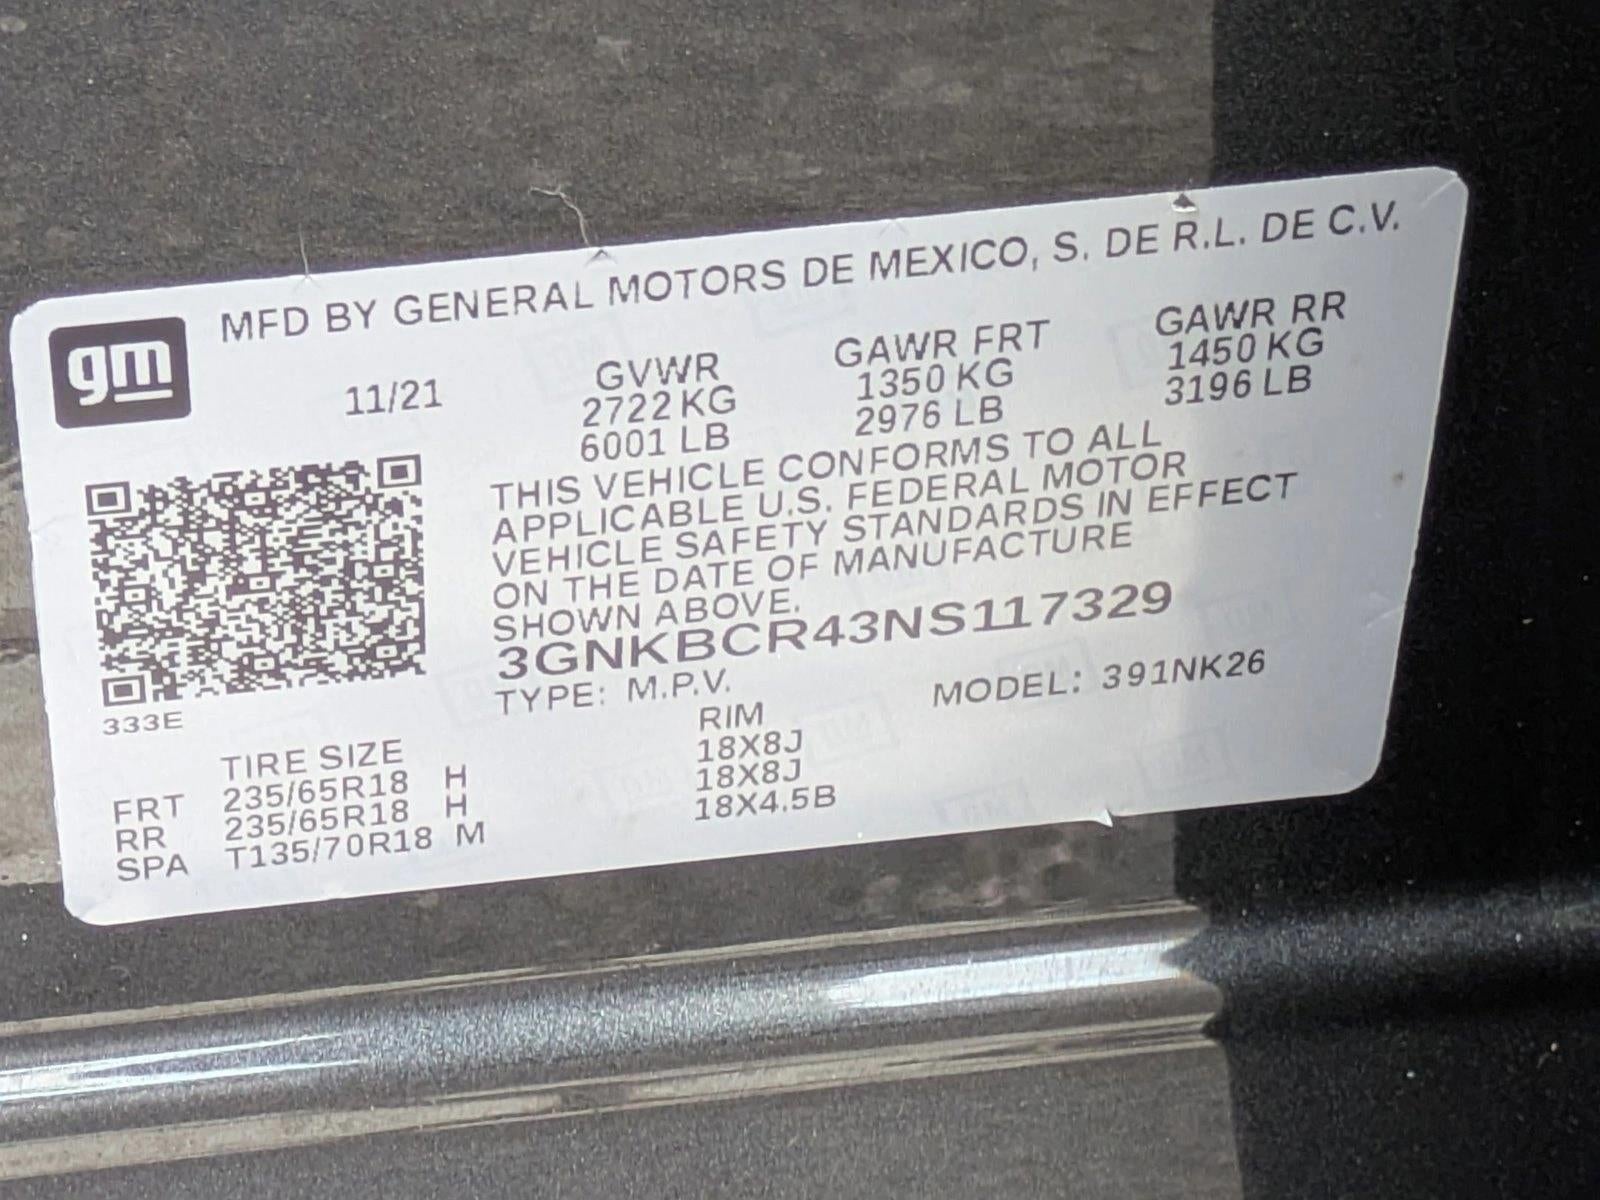 MFD BY GENERAL MOTORS DE MEXICO, S. DE R.L. DE C.V.
gm
11/21
GVWR GAWR FRT GAWR RR
2722 KG 1350 KG 1450 KG
6001 LB 2976 LB 3196 LB
THIS VEHICLE CONFORMS TO ALL
APPLICABLE U.S. FEDERAL MOTOR
VEHICLE SAFETY STANDARDS IN EFFECT
ON THE DATE OF MANUFACTURE
SHOWN ABOVE.
3GNKBCR43NS117329
TYPE: M.P.V. MODEL: 391NK26
333E
TIRE SIZE RIM
FRT 235/65R18 H 18X8J
RR 235/65R18 H 18X8J
SPA T135/70R18 M 18X4.5B